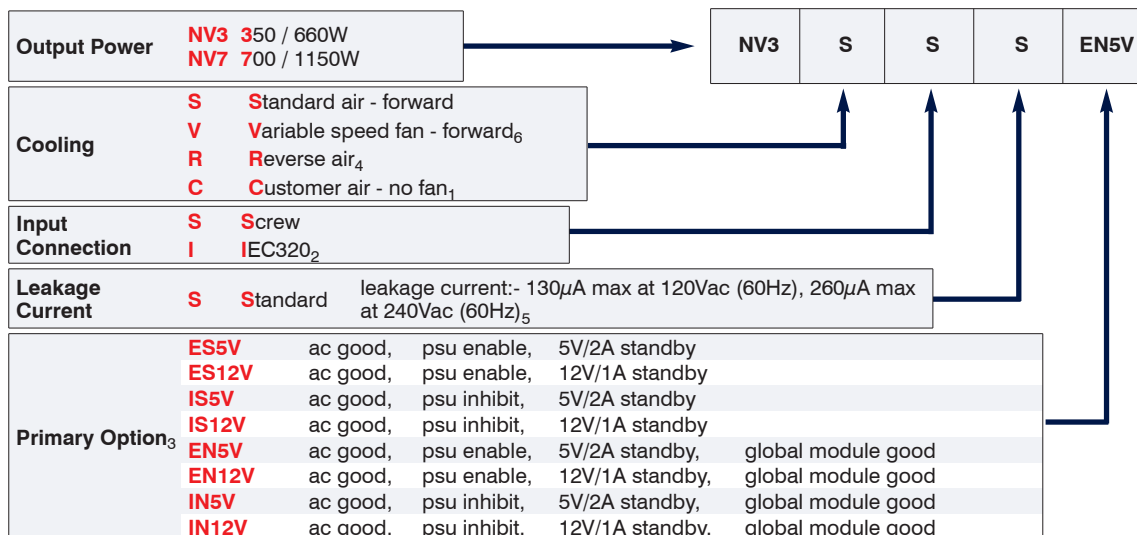 Output Power NV3 350 / 660W
NV7 700 / 1150W
NV3 S S S EN5V
Cooling
S Standard air - forward
V Variable speed fan - forward6
R Reverse air4
C Customer air - no fan1
Input Connection
S Screw
I IEC3202
Leakage Current
S Standard leakage current:- 130µA max at 120Vac (60Hz), 260µA max
at 240Vac (60Hz)5
Primary Option3
ES5V ac good, psu enable, 5V/2A standby
ES12V ac good, psu enable, 12V/1A standby
IS5V ac good, psu inhibit, 5V/2A standby
IS12V ac good, psu inhibit, 12V/1A standby
EN5V ac good, psu enable, 5V/2A standby, global module good
EN12V ac good, psu enable, 12V/1A standby, global module good
IN5V ac good, psu inhibit, 5V/2A standby, global module good
IN12V ac good, psu inhibit, 12V/1A standby, global module good